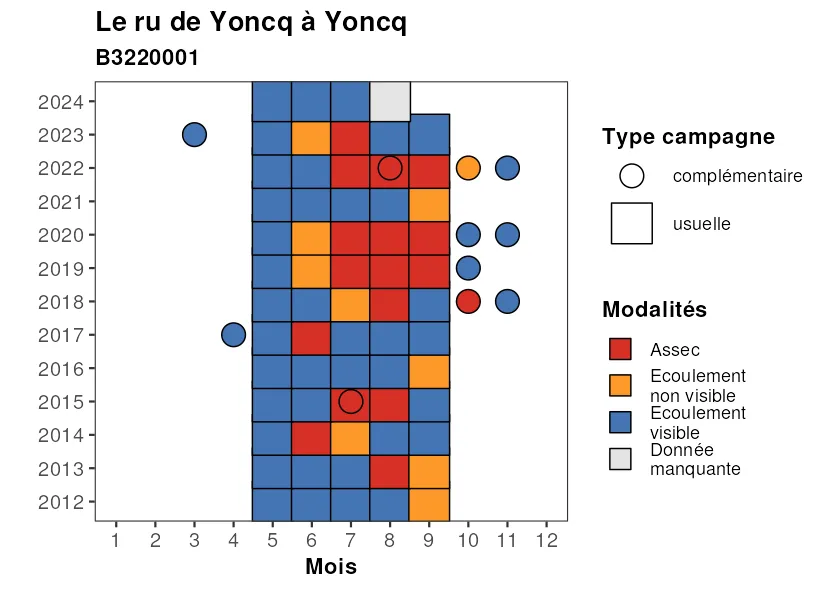 Le ru de Yoncq à Yoncq
B3220001
2024
2023
2022
2021
2020
2019
2018
2017
2016
2015
2014
2013
2012
1 2 3 4 5 6 7 8 9 10 11 12
Mois
Type campagne
complémentaire
usuelle
Modalités
Assec
Ecoulement
non visible
Ecoulement
visible
Donnée
manquante